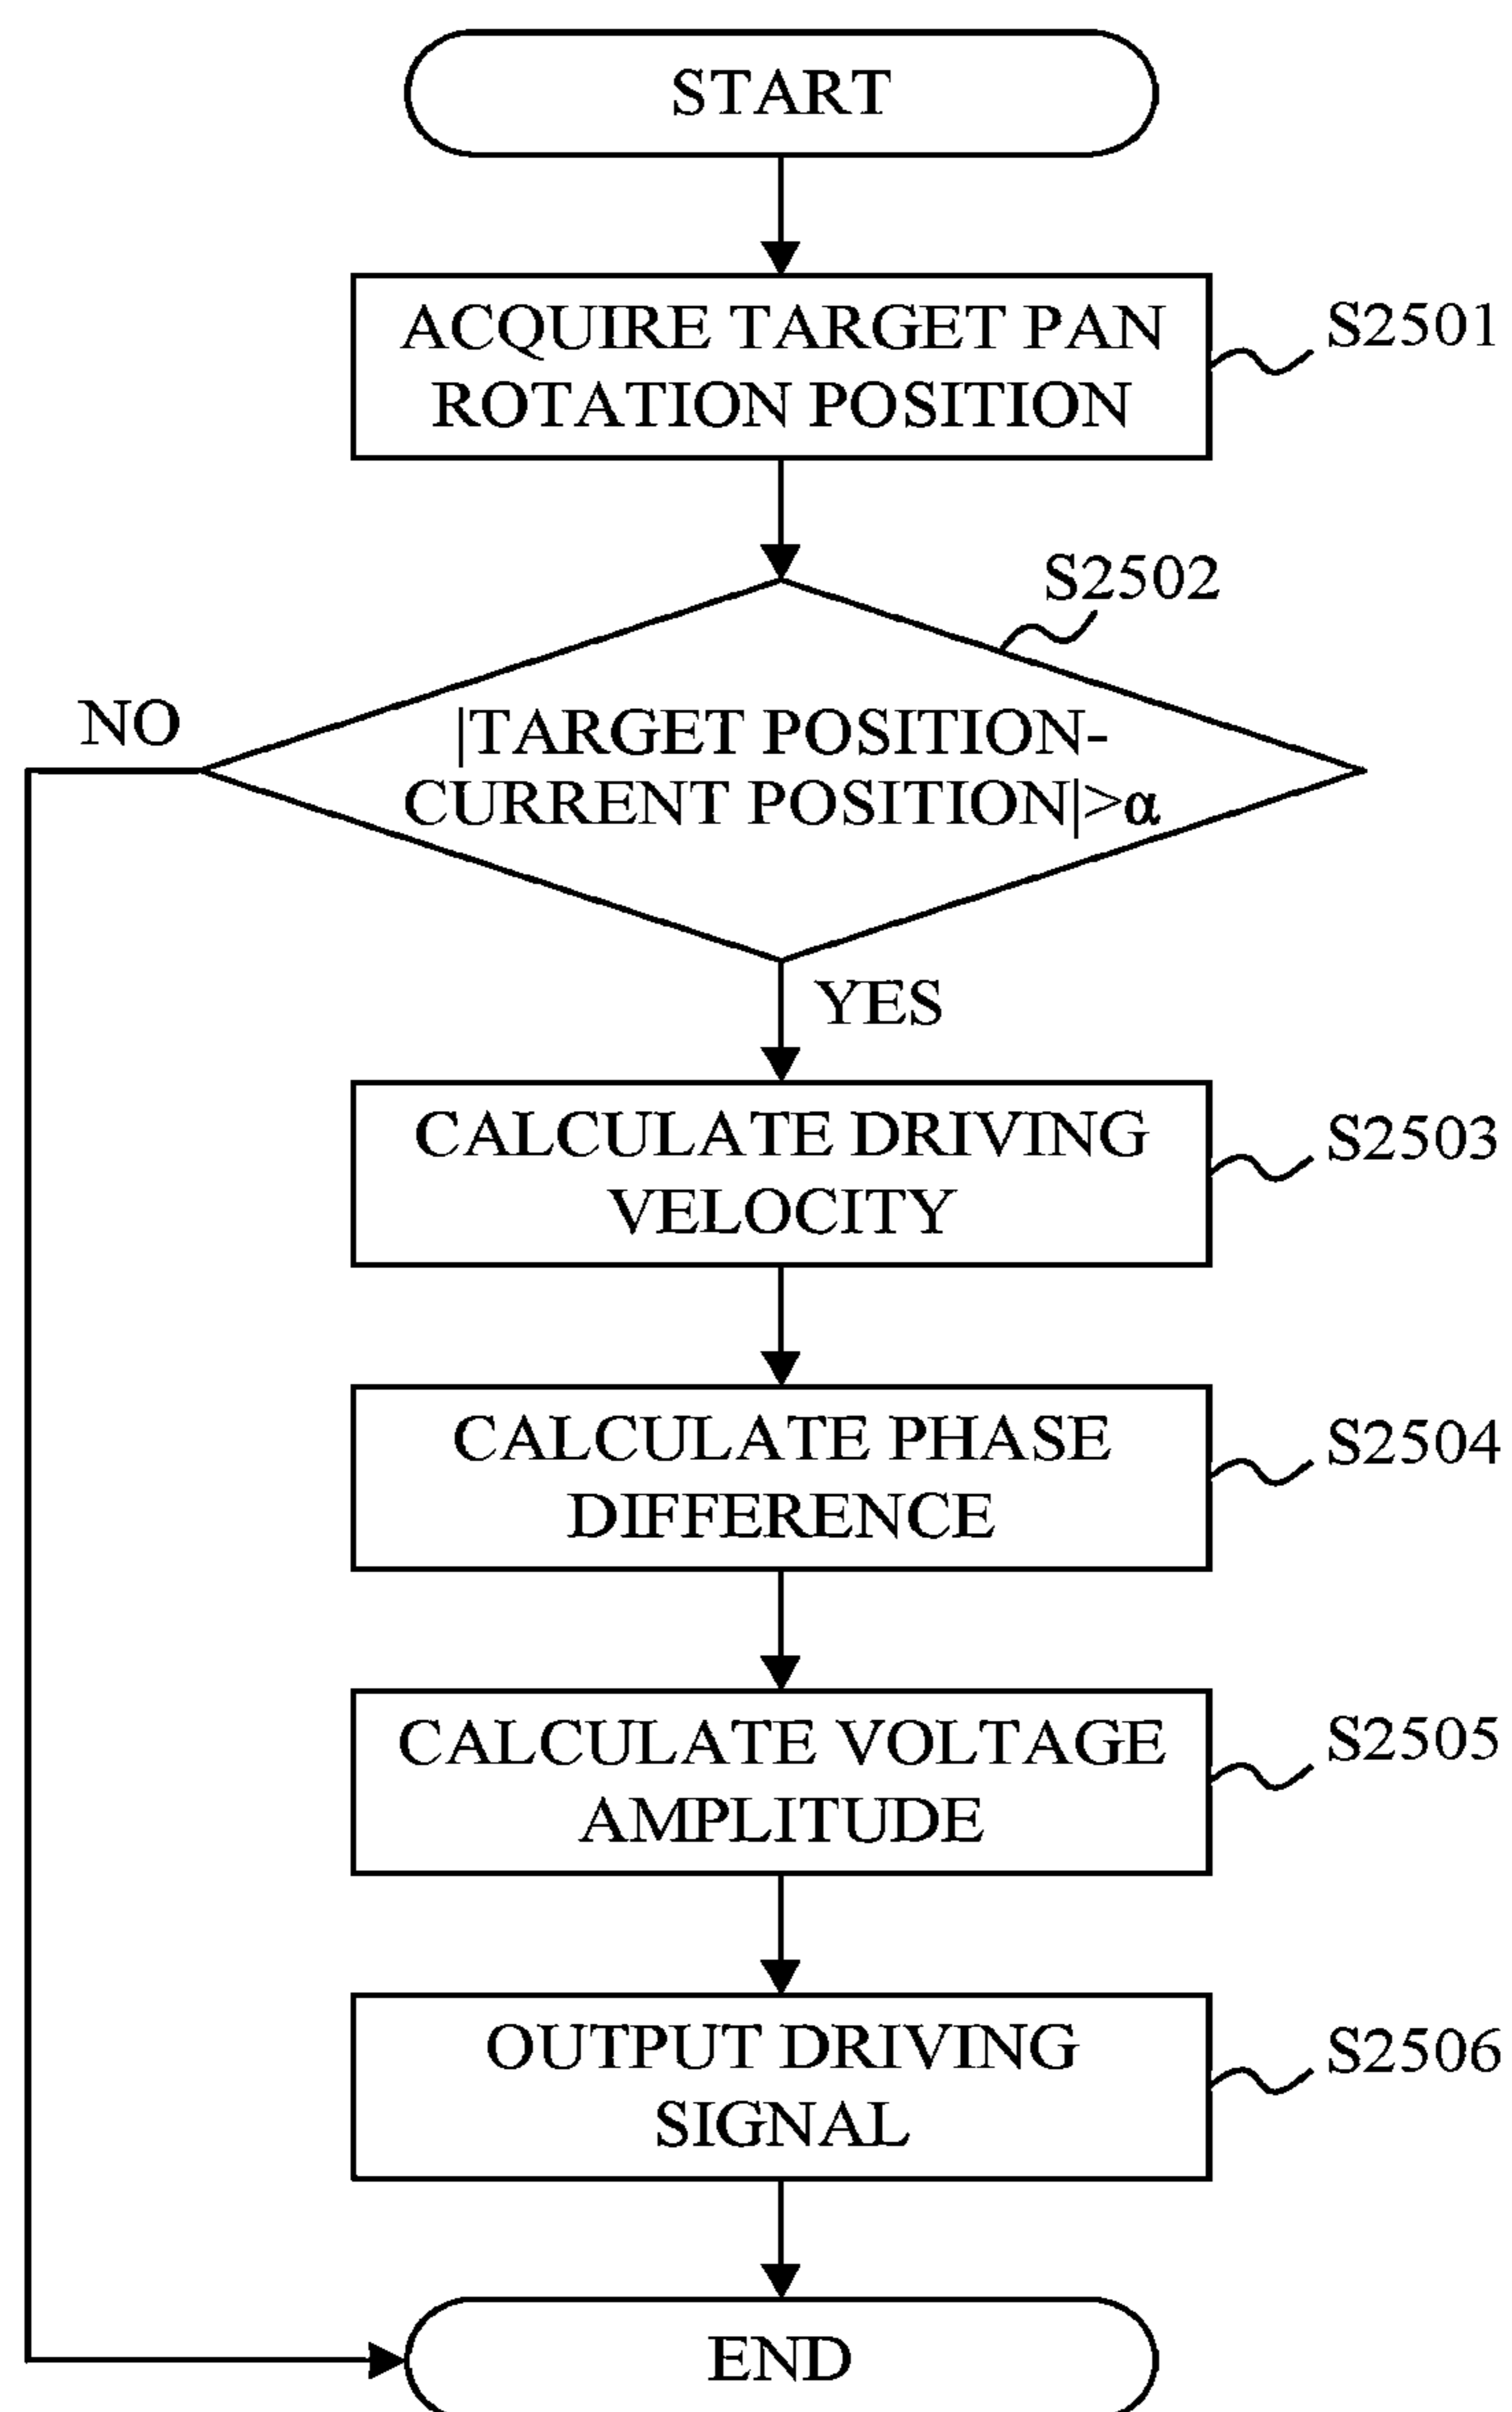 START
ACQUIRE TARGET PAN
ROTATION POSITION
S2501
S2502
NO
|TARGET POSITION-
CURRENT POSITION|>α
YES
CALCULATE DRIVING
VELOCITY
S2503
CALCULATE PHASE
DIFFERENCE
S2504
CALCULATE VOLTAGE
AMPLITUDE
S2505
OUTPUT DRIVING
SIGNAL
S2506
END